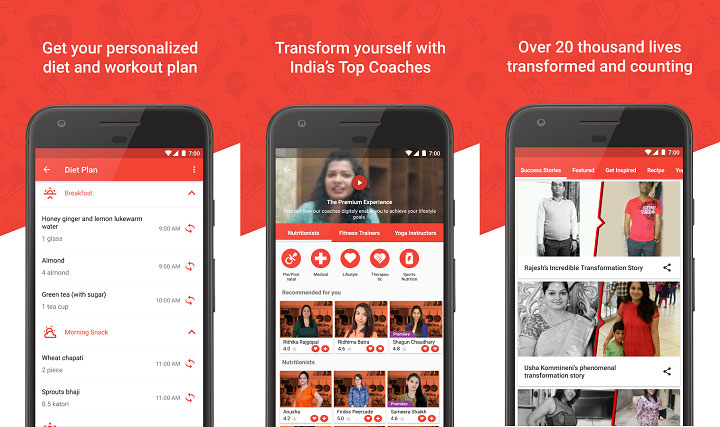 Get your personalized
diet and workout plan
7:00
Diet Plan
Breakfast
Honey ginger and lemon lukewarm
water
1 glass
9:00 AM
Almond
4 almond
9:00 AM
Green tea (with sugar)
1 tea cup
10:00 AM
Morning Snack
Wheat chapati
2 piece
11:00 AM
Sprouts bhaji
0.5 katori
11:00 AM
Transform yourself with
India's Top Coaches
7:00
The Premium Experience
Find out how our coaches digitaly enable you to achieve your lifestyle
goals
Nutritionists Fitness Trainers Yoga Instructors
Pre/Post
natal
Medical
Lifestyle
Therapeu
tic
Sports
Nutrition
Recommended for you
Rithika Rajgopal
4.0
Ridhima Batra
4.6
Premiere
Shagun Chaudhary
4.8
Nutritionists
Anusha
4.2
Firdos Peerzade
5.0
Premiere
Sameera Shaikh
4.6
Over 20 thousand lives
transformed and counting
7:00
Success Stories Featured Get Inspired Recipe Yo
Rajesh's Incredible Transformation Story
Usha Kommineni's phenomenal
transformation story